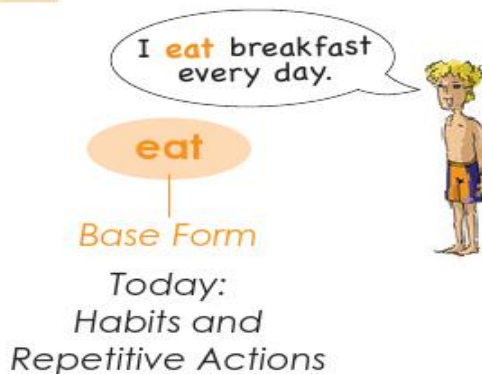 I eat breakfast
every day.
eat
Base Form
Today:
Habits and
Repetitive Actions